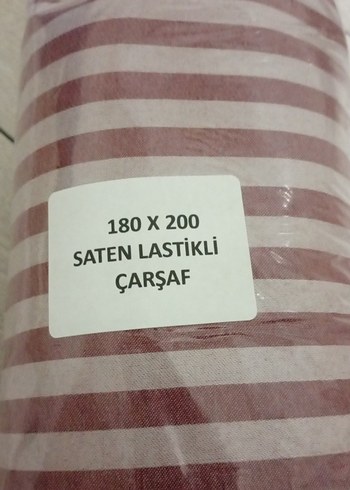 180 X 200
SATEN LASTİKLİ
ÇARŞAF